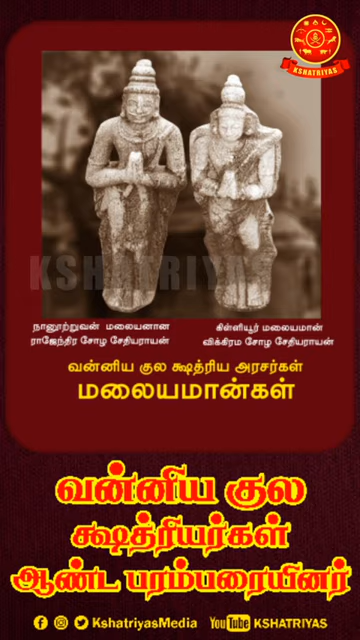 KSHATRIYAS
KSHATRIYAS
நானூற்றுவன் மலையனான
ராஜேந்திர சோழ சேதியராயன்
கிள்ளியூர் மலையமான்
விக்கிரம சோழ சேதியராயன்
வன்னிய குல க்ஷத்ரிய அரசர்கள்
மலையமான்கள்
வன்னிய குல
க்ஷத்ரியர்கள்
ஆண்ட பரம்பரையினர்
KshatriyasMedia YouTube KSHATRIYAS